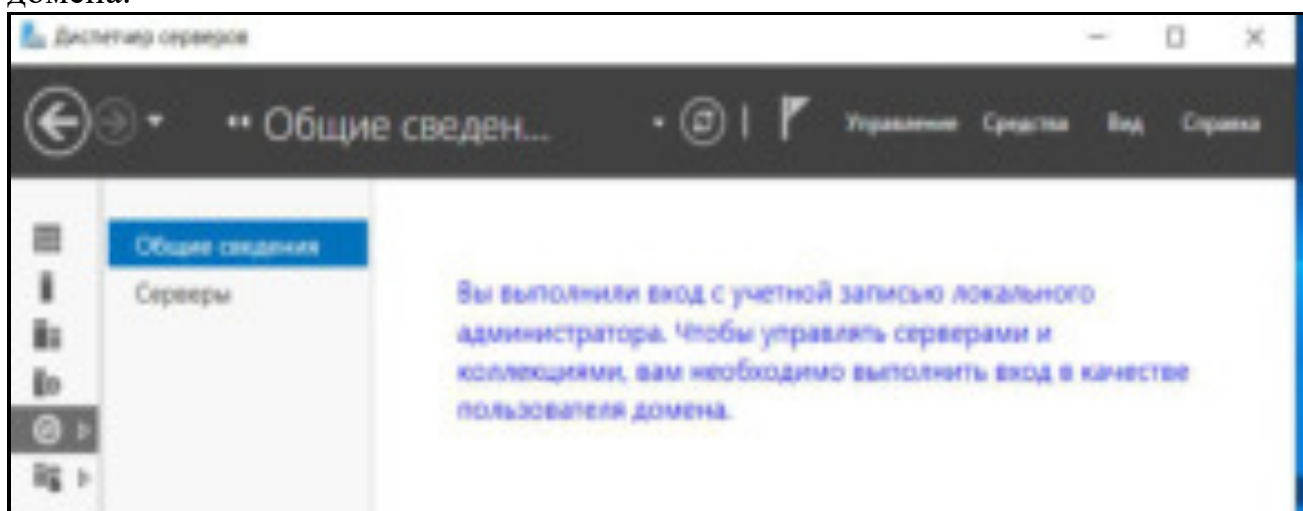 домена.
Диспетчер серверов
•• Общие сведен...
Управление Средства Вид Справка
Общие сведения
Серверы
Вы выполнили вход с учетной записью локального
администратора. Чтобы управлять серверами и
коллекциями, вам необходимо выполнить вход в качестве
пользователя домена.